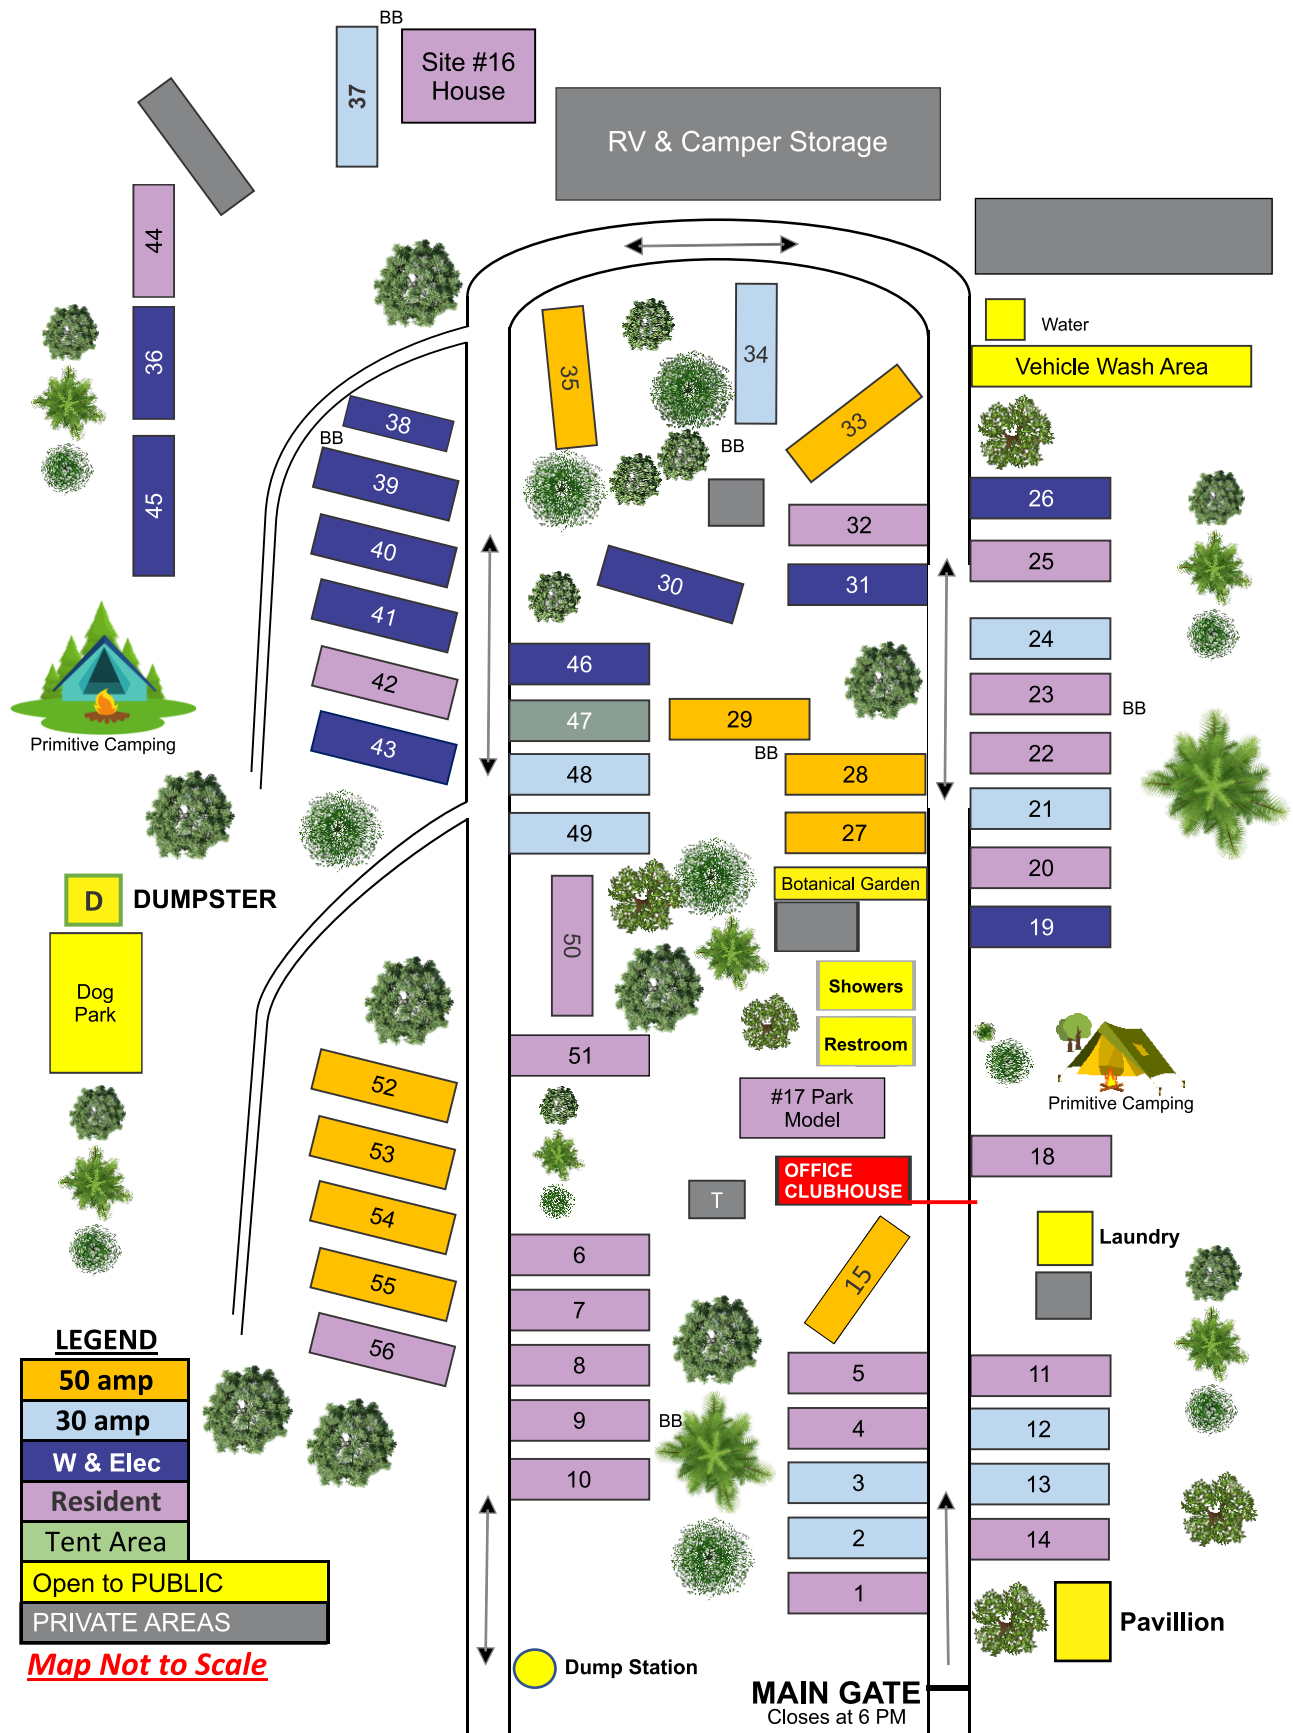 BB
Site #16
House
37
RV & Camper Storage
44
36
45
Water
Vehicle Wash Area
35
34
33
38
BB
39
40
41
42
43
BB
32
30
31
26
25
24
23
BB
22
21
20
19
46
47
29
48
BB
28
49
27
Primitive Camping
D
DUMPSTER
Dog
Park
Botanical Garden
50
Showers
Restroom
51
#17 Park
Model
Primitive Camping
52
53
54
55
56
OFFICE
CLUBHOUSE
T
18
Laundry
6
7
8
9
10
15
BB
5
4
3
2
1
11
12
13
14
Pavillion
LEGEND
50 amp
30 amp
W & Elec
Resident
Tent Area
Open to PUBLIC
PRIVATE AREAS
Map Not to Scale
Dump Station
MAIN GATE
Closes at 6 PM